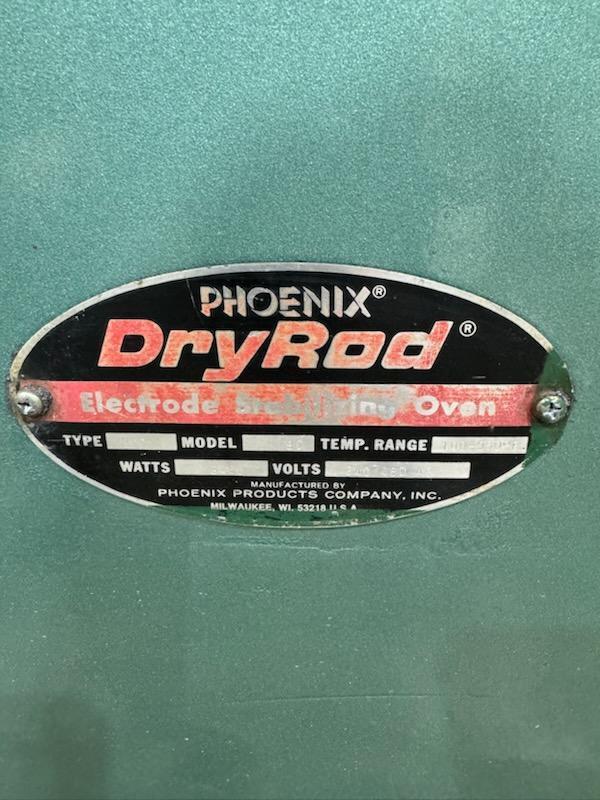 PHOENIX®
DryRod®
Electrode Stabilizing Oven
TYPE MODEL TEMP. RANGE
WATTS VOLTS
MANUFACTURED BY
PHOENIX PRODUCTS COMPANY, INC.
MILWAUKEE, WI. 53218 U.S.A.